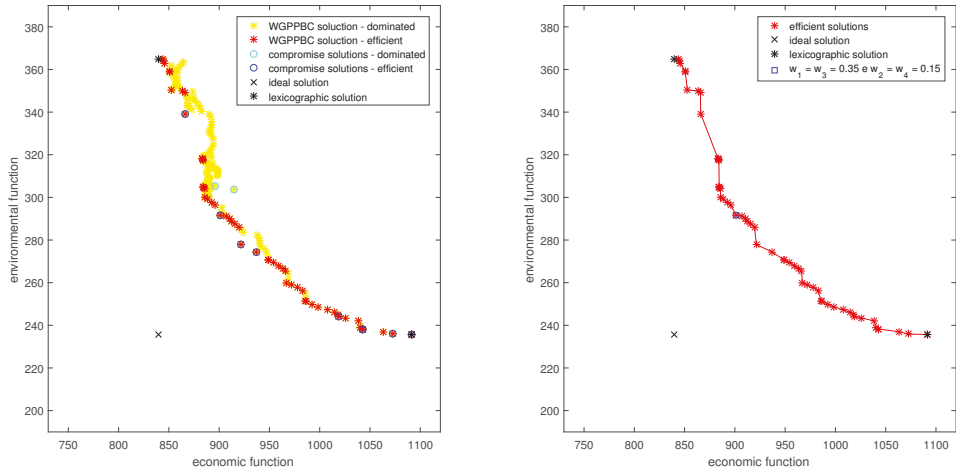 380
360
340
320
300
280
260
240
220
200
environmental function
WGPPBC soluction - dominated
WGPPBC soluction - efficient
compromise solutions - dominated
compromise solutions - efficient
ideal solution
lexicographic solution
750 800 850 900 950 1000 1050 1100
economic function
380
360
340
320
300
280
260
240
220
200
environmental function
efficient solutions
ideal solution
lexicographic solution
w1 = w3 = 0.35 e w2 = w4 = 0.15
750 800 850 900 950 1000 1050 1100
economic function